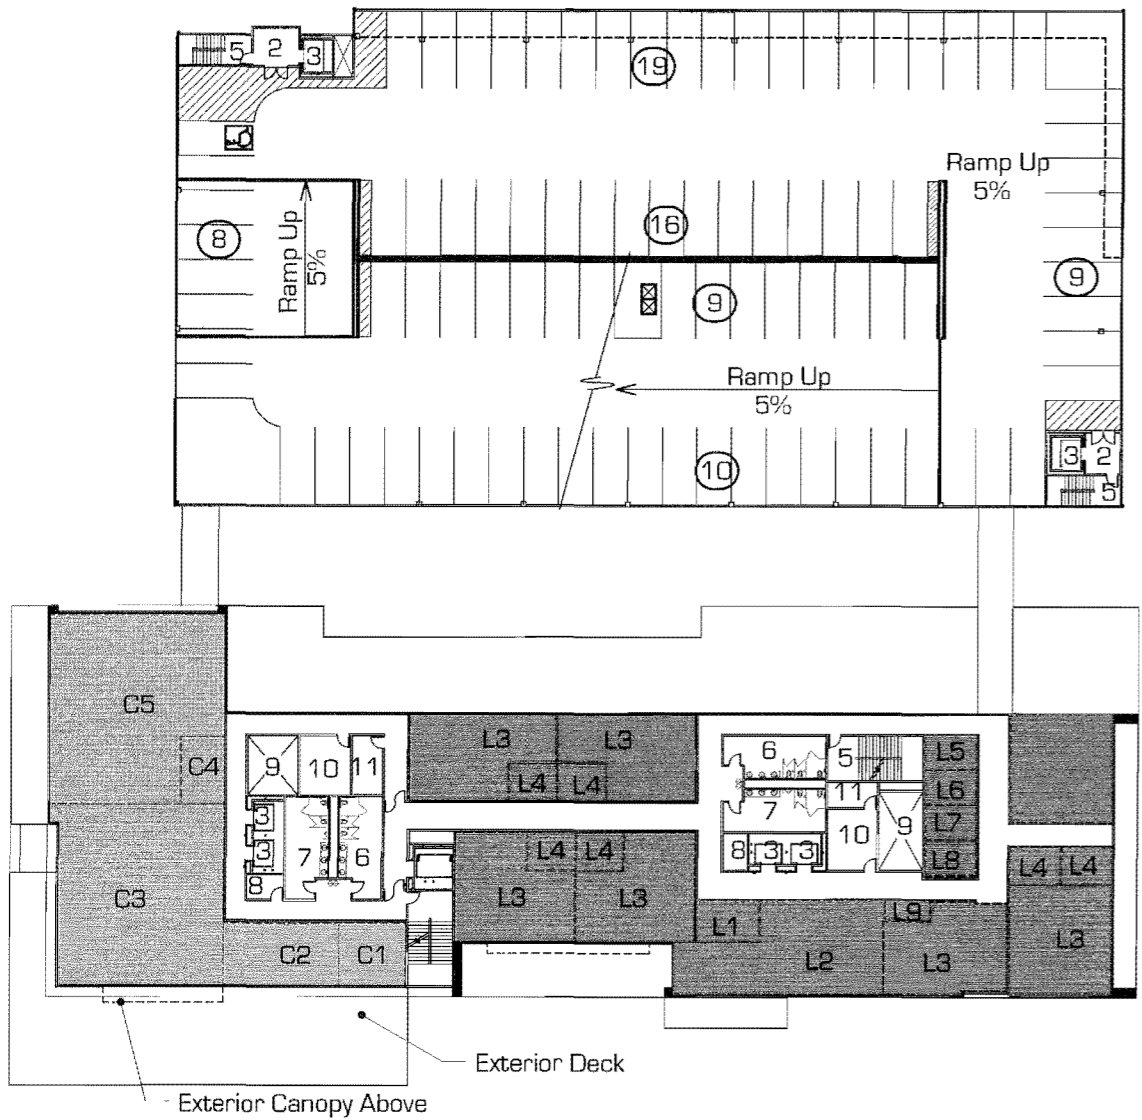 5
2
3
19
Ramp Up
5%
8
Ramp Up
5%
16
9
9
Ramp Up
5%
10
3
2
5
C5
C4
C3
C2
C1
9
10
11
3
3
8
7
6
L3
L3
L4
L4
L4
L4
L3
L3
6
5
7
11
8
3
3
10
9
L5
L6
L7
L8
L4
L4
L1
L9
L2
L3
L3
Exterior Deck
Exterior Canopy Above